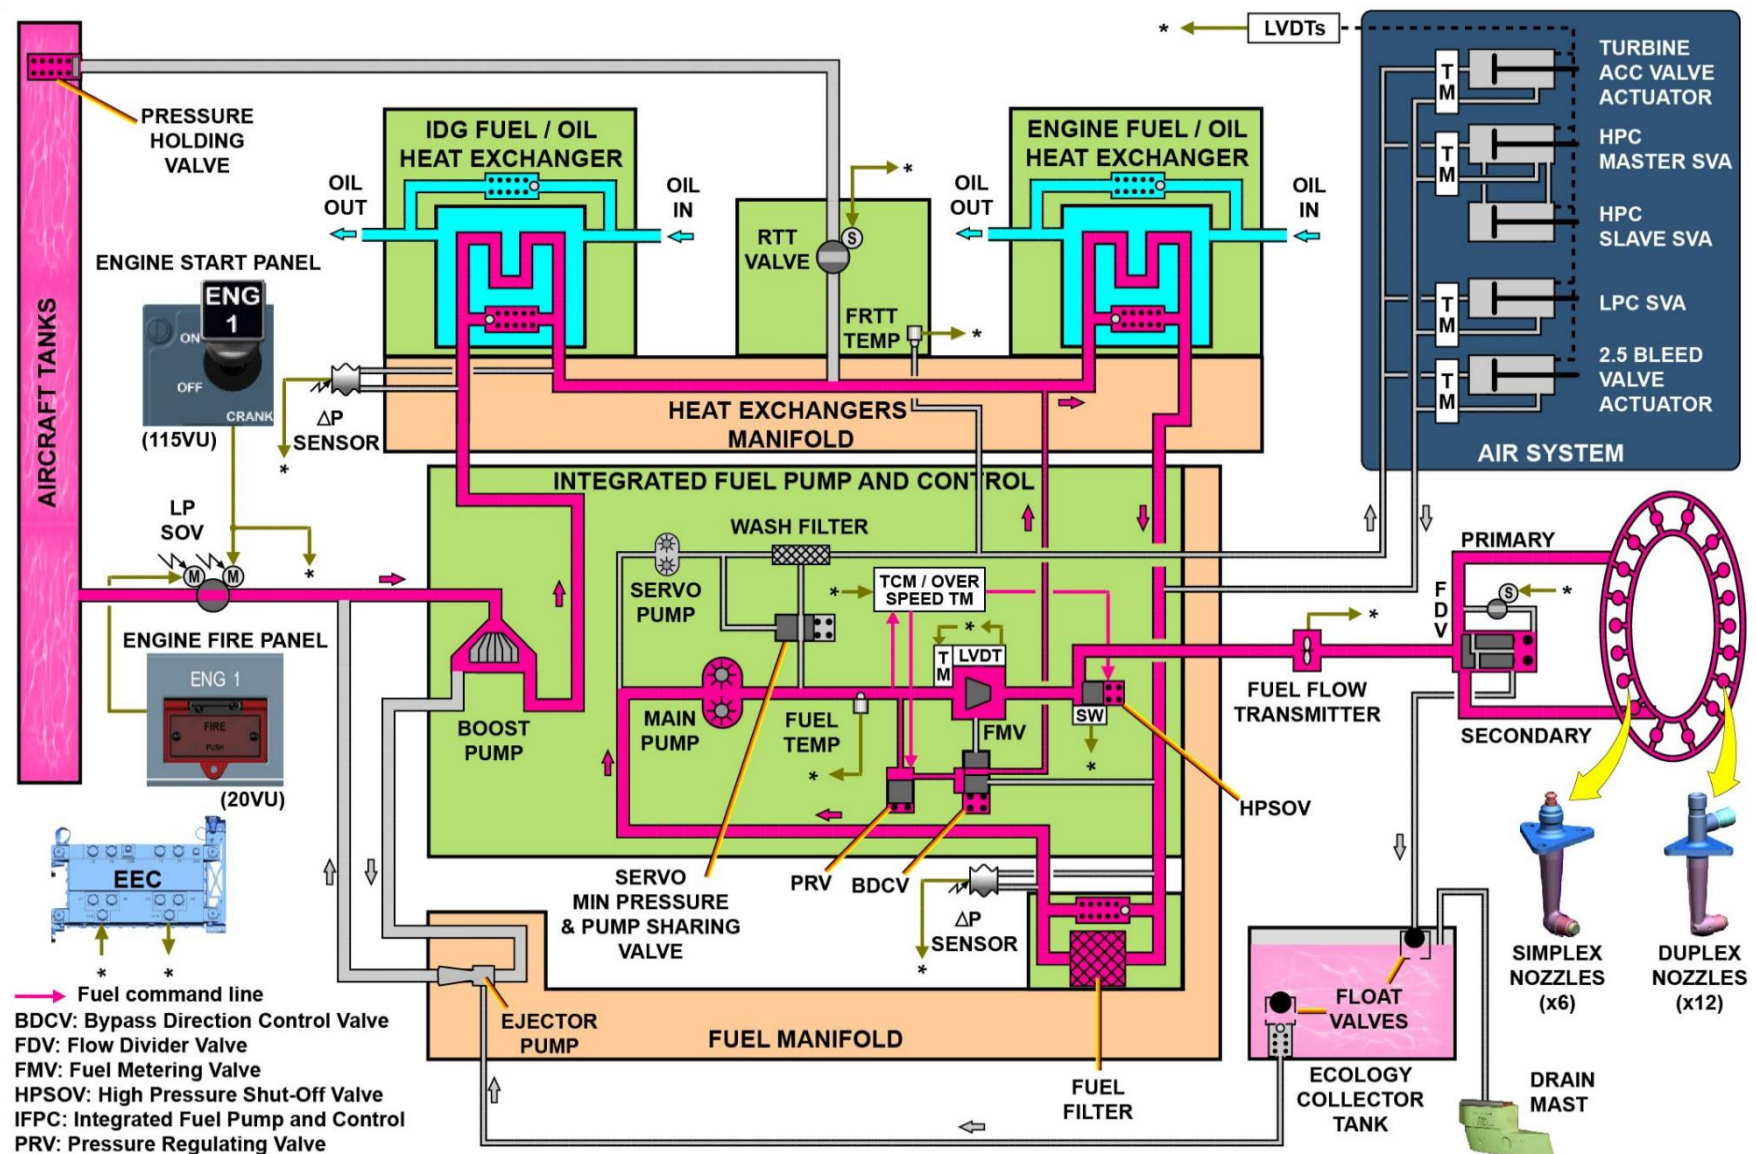 LVDTs
*
AIRCRAFT TANKS
PRESSURE
HOLDING
VALVE
IDG FUEL / OIL
HEAT EXCHANGER
OIL
OUT
OIL
IN
RTT
VALVE
S
*
FRTT
TEMP
*
ENGINE FUEL / OIL
HEAT EXCHANGER
OIL
OUT
OIL
IN
TM
TURBINE
ACC VALVE
ACTUATOR
TM
HPC
MASTER SVA
HPC
SLAVE SVA
TM
LPC SVA
TM
2.5 BLEED
VALVE
ACTUATOR
AIR SYSTEM
ENGINE START PANEL
ENG
1
ON
OFF
CRANK
(115VU)
ΔP
SENSOR
*
HEAT EXCHANGERS
MANIFOLD
LP
SOV
M
M
*
ENGINE FIRE PANEL
ENG 1
FIRE
PUSH
(20VU)
INTEGRATED FUEL PUMP AND CONTROL
WASH FILTER
SERVO
PUMP
*
TCM / OVER
SPEED TM
*
TM
LVDT
BOOST
PUMP
MAIN
PUMP
FUEL
TEMP
*
FMV
SW
*
HPSOV
PRV
BDCV
SERVO
MIN PRESSURE
& PUMP SHARING
VALVE
ΔP
SENSOR
*
*
FUEL FLOW
TRANSMITTER
PRIMARY
FDV
S
*
SECONDARY
SIMPLEX
NOZZLES
(x6)
DUPLEX
NOZZLES
(x12)
EEC
*
*
EJECTOR
PUMP
FUEL MANIFOLD
FUEL
FILTER
FLOAT
VALVES
ECOLOGY
COLLECTOR
TANK
DRAIN
MAST
Fuel command line
BDCV: Bypass Direction Control Valve
FDV: Flow Divider Valve
FMV: Fuel Metering Valve
HPSOV: High Pressure Shut-Off Valve
IFPC: Integrated Fuel Pump and Control
PRV: Pressure Regulating Valve